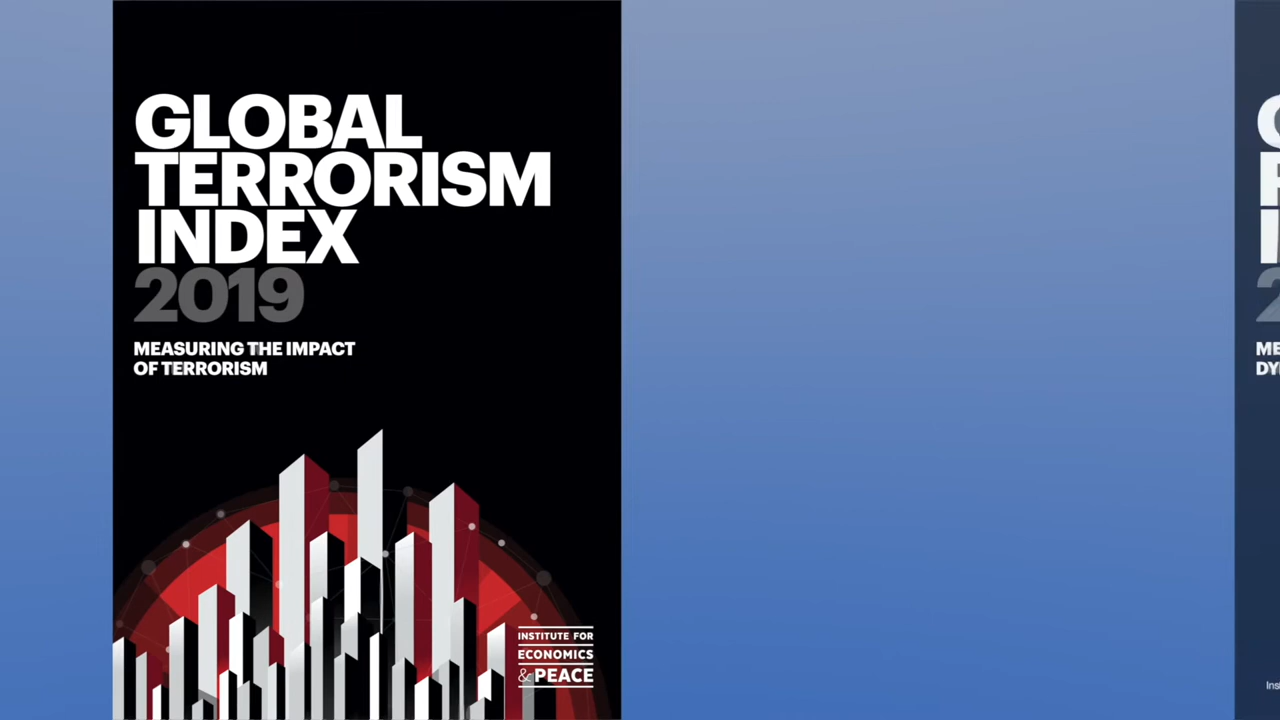 GLOBAL
TERRORISM
INDEX
2019
MEASURING THE IMPACT
OF TERRORISM
INSTITUTE FOR
ECONOMICS
& PEACE